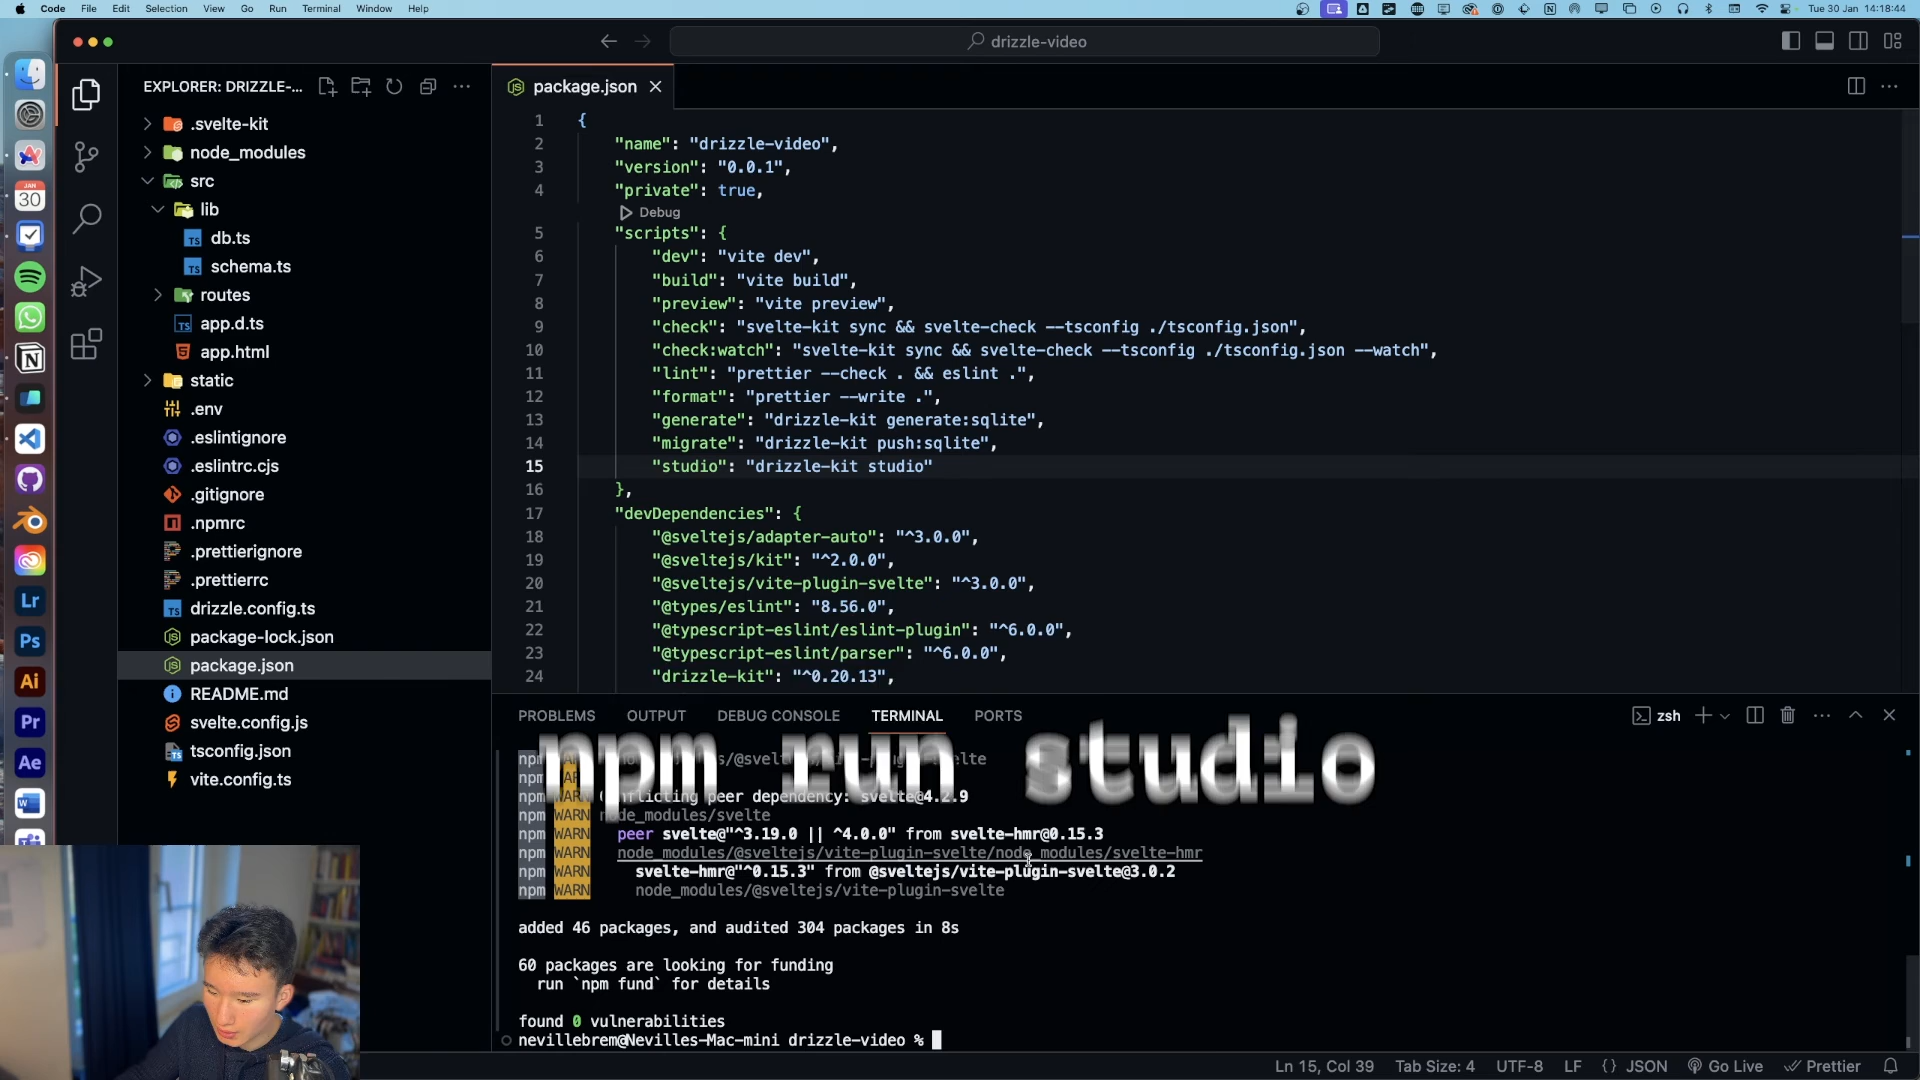 Code File Edit Selection View Go Run Terminal Window Help
Tue 30 Jan 14:18:44
drizzle-video
EXPLORER: DRIZZLE-...
.svelte-kit
node_modules
src
lib
db.ts
schema.ts
routes
app.d.ts
app.html
static
.env
.eslintignore
.eslintrc.cjs
.gitignore
.npmrc
.prettierignore
.prettierrc
drizzle.config.ts
package-lock.json
package.json
README.md
svelte.config.js
tsconfig.json
vite.config.ts
JAN
30
Lr
Ps
Ai
Pr
Ae
package.json
1 {
2 "name": "drizzle-video",
3 "version": "0.0.1",
4 "private": true,
Debug
5 "scripts": {
6 "dev": "vite dev",
7 "build": "vite build",
8 "preview": "vite preview",
9 "check": "svelte-kit sync && svelte-check --tsconfig ./tsconfig.json",
10 "check:watch": "svelte-kit sync && svelte-check --tsconfig ./tsconfig.json --watch",
11 "lint": "prettier --check . && eslint .",
12 "format": "prettier --write .",
13 "generate": "drizzle-kit generate:sqlite",
14 "migrate": "drizzle-kit push:sqlite",
15 "studio": "drizzle-kit studio"
16 },
17 "devDependencies": {
18 "@sveltejs/adapter-auto": "^3.0.0",
19 "@sveltejs/kit": "^2.0.0",
20 "@sveltejs/vite-plugin-svelte": "^3.0.0",
21 "@types/eslint": "8.56.0",
22 "@typescript-eslint/eslint-plugin": "^6.0.0",
23 "@typescript-eslint/parser": "^6.0.0",
24 "drizzle-kit": "^0.20.13",
PROBLEMS OUTPUT DEBUG CONSOLE TERMINAL PORTS
zsh
npm run studio
npm
npm
npm WARN peer dependency: svelte@4.2.9
npm WARN node_modules/svelte
npm WARN peer svelte@"^3.19.0 || ^4.0.0" from svelte-hmr@0.15.3
npm WARN node_modules/@sveltejs/vite-plugin-svelte/node_modules/svelte-hmr
npm WARN svelte-hmr@"^0.15.3" from @sveltejs/vite-plugin-svelte@3.0.2
npm WARN node_modules/@sveltejs/vite-plugin-svelte
added 46 packages, and audited 304 packages in 8s
60 packages are looking for funding
run `npm fund` for details
found 0 vulnerabilities
nevillebrem@Nevilles-Mac-mini drizzle-video %
Ln 15, Col 39 Tab Size: 4 UTF-8 LF {} JSON Go Live Prettier